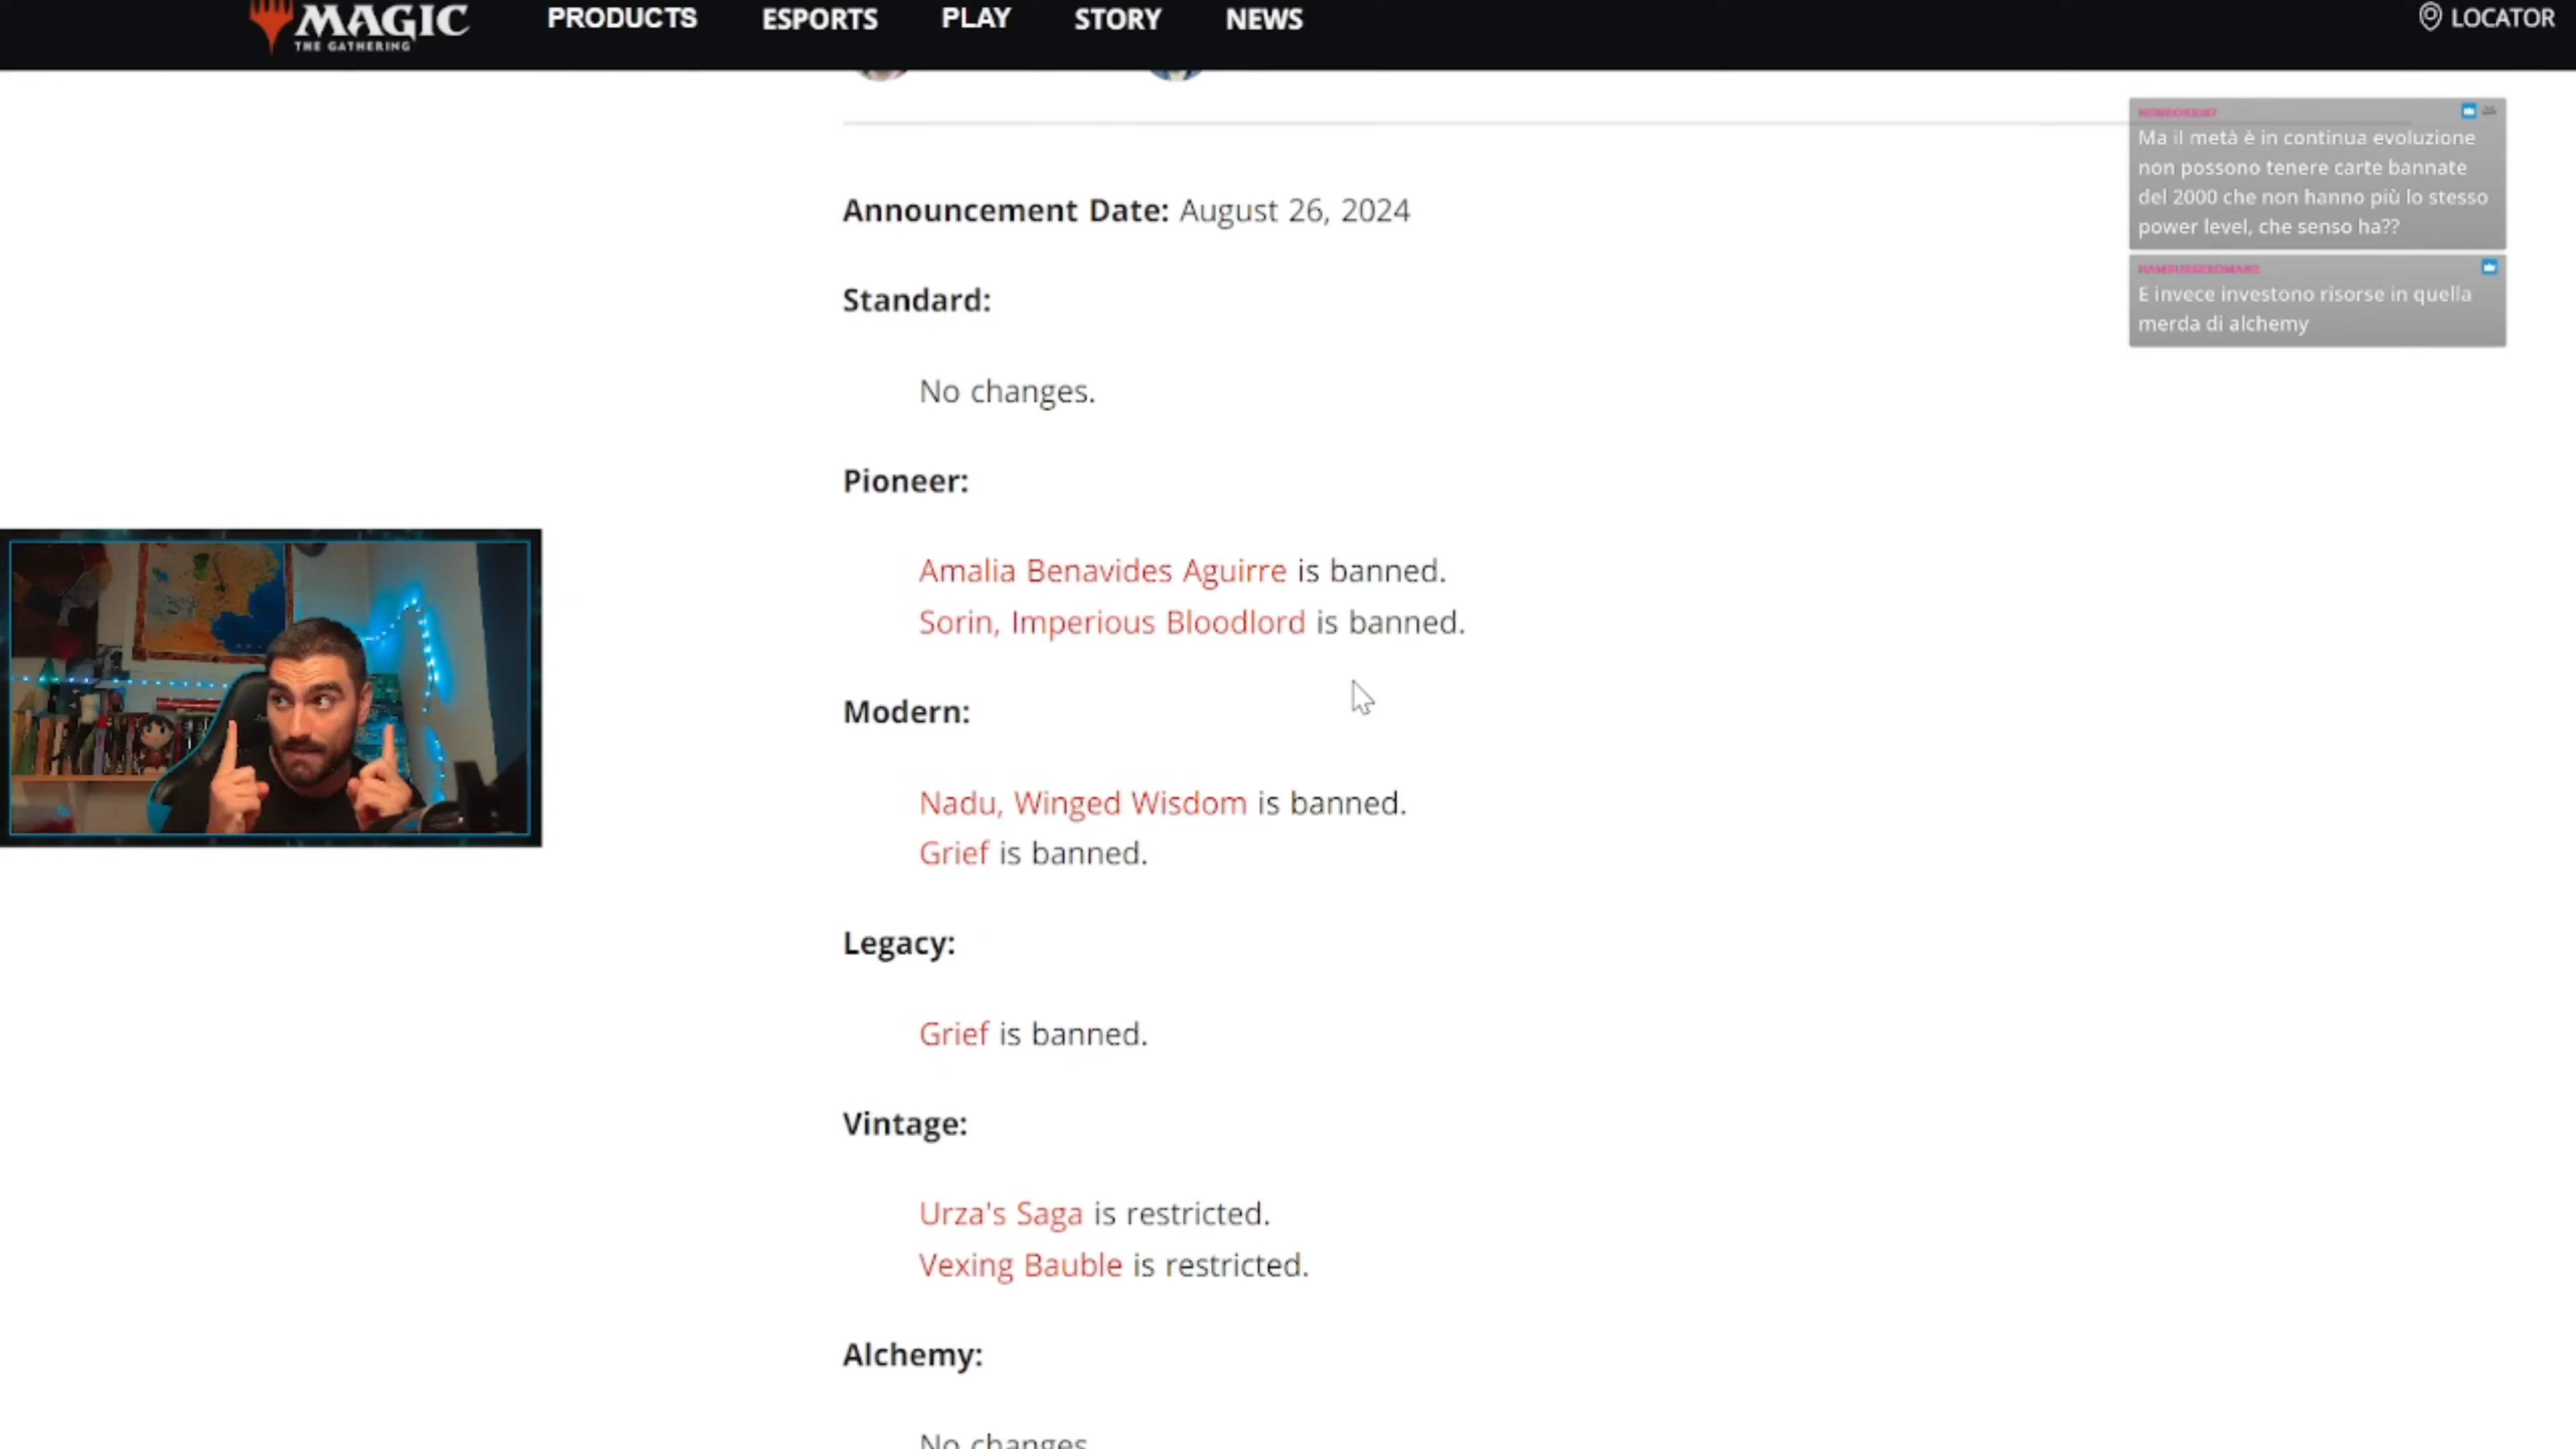 MAGIC
THE GATHERING
PRODUCTS
ESPORTS
PLAY
STORY
NEWS
LOCATOR
Ma il metà è in continua evoluzione
non possono tenere carte bannate
del 2000 che non hanno più lo stesso
power level, che senso ha??
HAMBURGEROMANE
E invece investono risorse in quella
merda di alchemy
Announcement Date: August 26, 2024
Standard:
No changes.
Pioneer:
Amalia Benavides Aguirre is banned.
Sorin, Imperious Bloodlord is banned.
Modern:
Nadu, Winged Wisdom is banned.
Grief is banned.
Legacy:
Grief is banned.
Vintage:
Urza's Saga is restricted.
Vexing Bauble is restricted.
Alchemy:
No changes